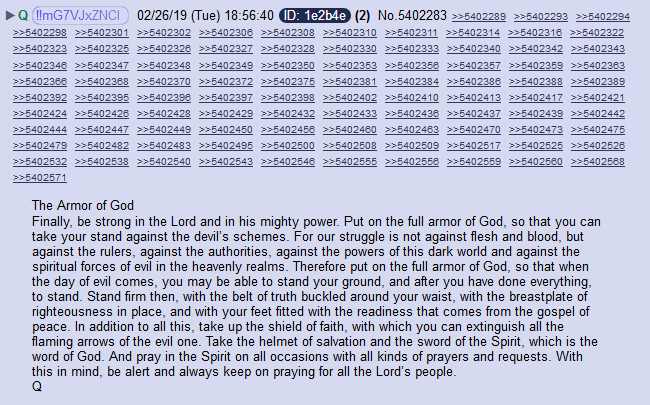 ▶ Q !!mG7VJxZNCI 02/26/19 (Tue) 18:56:40 ID: 1e2b4e (2) No.5402283 >>5402289 >>5402293 >>5402294
>>5402298 >>5402301 >>5402302 >>5402306 >>5402308 >>5402310 >>5402311 >>5402314 >>5402316 >>5402322
>>5402323 >>5402325 >>5402326 >>5402327 >>5402328 >>5402330 >>5402333 >>5402340 >>5402342 >>5402343
>>5402346 >>5402347 >>5402348 >>5402349 >>5402350 >>5402353 >>5402356 >>5402357 >>5402359 >>5402363
>>5402366 >>5402368 >>5402370 >>5402372 >>5402375 >>5402381 >>5402384 >>5402386 >>5402388 >>5402389
>>5402392 >>5402395 >>5402396 >>5402397 >>5402398 >>5402402 >>5402410 >>5402413 >>5402417 >>5402421
>>5402424 >>5402426 >>5402428 >>5402429 >>5402432 >>5402433 >>5402436 >>5402437 >>5402439 >>5402442
>>5402444 >>5402447 >>5402449 >>5402450 >>5402456 >>5402460 >>5402463 >>5402470 >>5402473 >>5402475
>>5402479 >>5402482 >>5402483 >>5402495 >>5402500 >>5402508 >>5402509 >>5402517 >>5402525 >>5402526
>>5402532 >>5402538 >>5402540 >>5402543 >>5402546 >>5402555 >>5402556 >>5402559 >>5402560 >>5402568
>>5402571
The Armor of God
Finally, be strong in the Lord and in his mighty power. Put on the full armor of God, so that you can
take your stand against the devil's schemes. For our struggle is not against flesh and blood, but
against the rulers, against the authorities, against the powers of this dark world and against the
spiritual forces of evil in the heavenly realms. Therefore put on the full armor of God, so that when
the day of evil comes, you may be able to stand your ground, and after you have done everything,
to stand. Stand firm then, with the belt of truth buckled around your waist, with the breastplate of
righteousness in place, and with your feet fitted with the readiness that comes from the gospel of
peace. In addition to all this, take up the shield of faith, with which you can extinguish all the
flaming arrows of the evil one. Take the helmet of salvation and the sword of the Spirit, which is the
word of God. And pray in the Spirit on all occasions with all kinds of prayers and requests. With
this in mind, be alert and always keep on praying for all the Lord's people.
Q